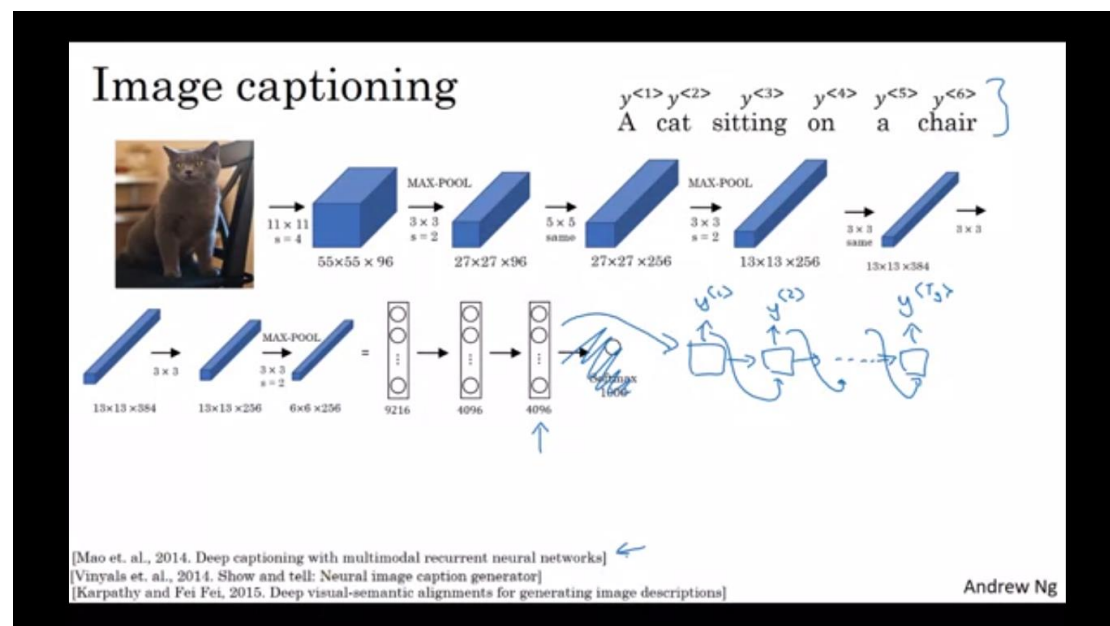 Image captioning
y<1> y<2> y<3> y<4> y<5> y<6>
A cat sitting on a chair
MAX-POOL MAX-POOL
11 × 11 3 × 3 5 × 5 3 × 3 3 × 3 3 × 3
s = 4 s = 2 same s = 2 same
55×55 × 96 27×27 ×96 27×27 ×256 13×13 ×256 13×13 ×384
y<1> y<2> y<Ty>
MAX-POOL
3 × 3 3 × 3 =
s = 2
Softmax
1000
13×13 ×384 13×13 ×256 6×6 ×256 9216 4096 4096
[Mao et. al., 2014. Deep captioning with multimodal recurrent neural networks]
[Vinyals et. al., 2014. Show and tell: Neural image caption generator]
[Karpathy and Fei Fei, 2015. Deep visual-semantic alignments for generating image descriptions]
Andrew Ng